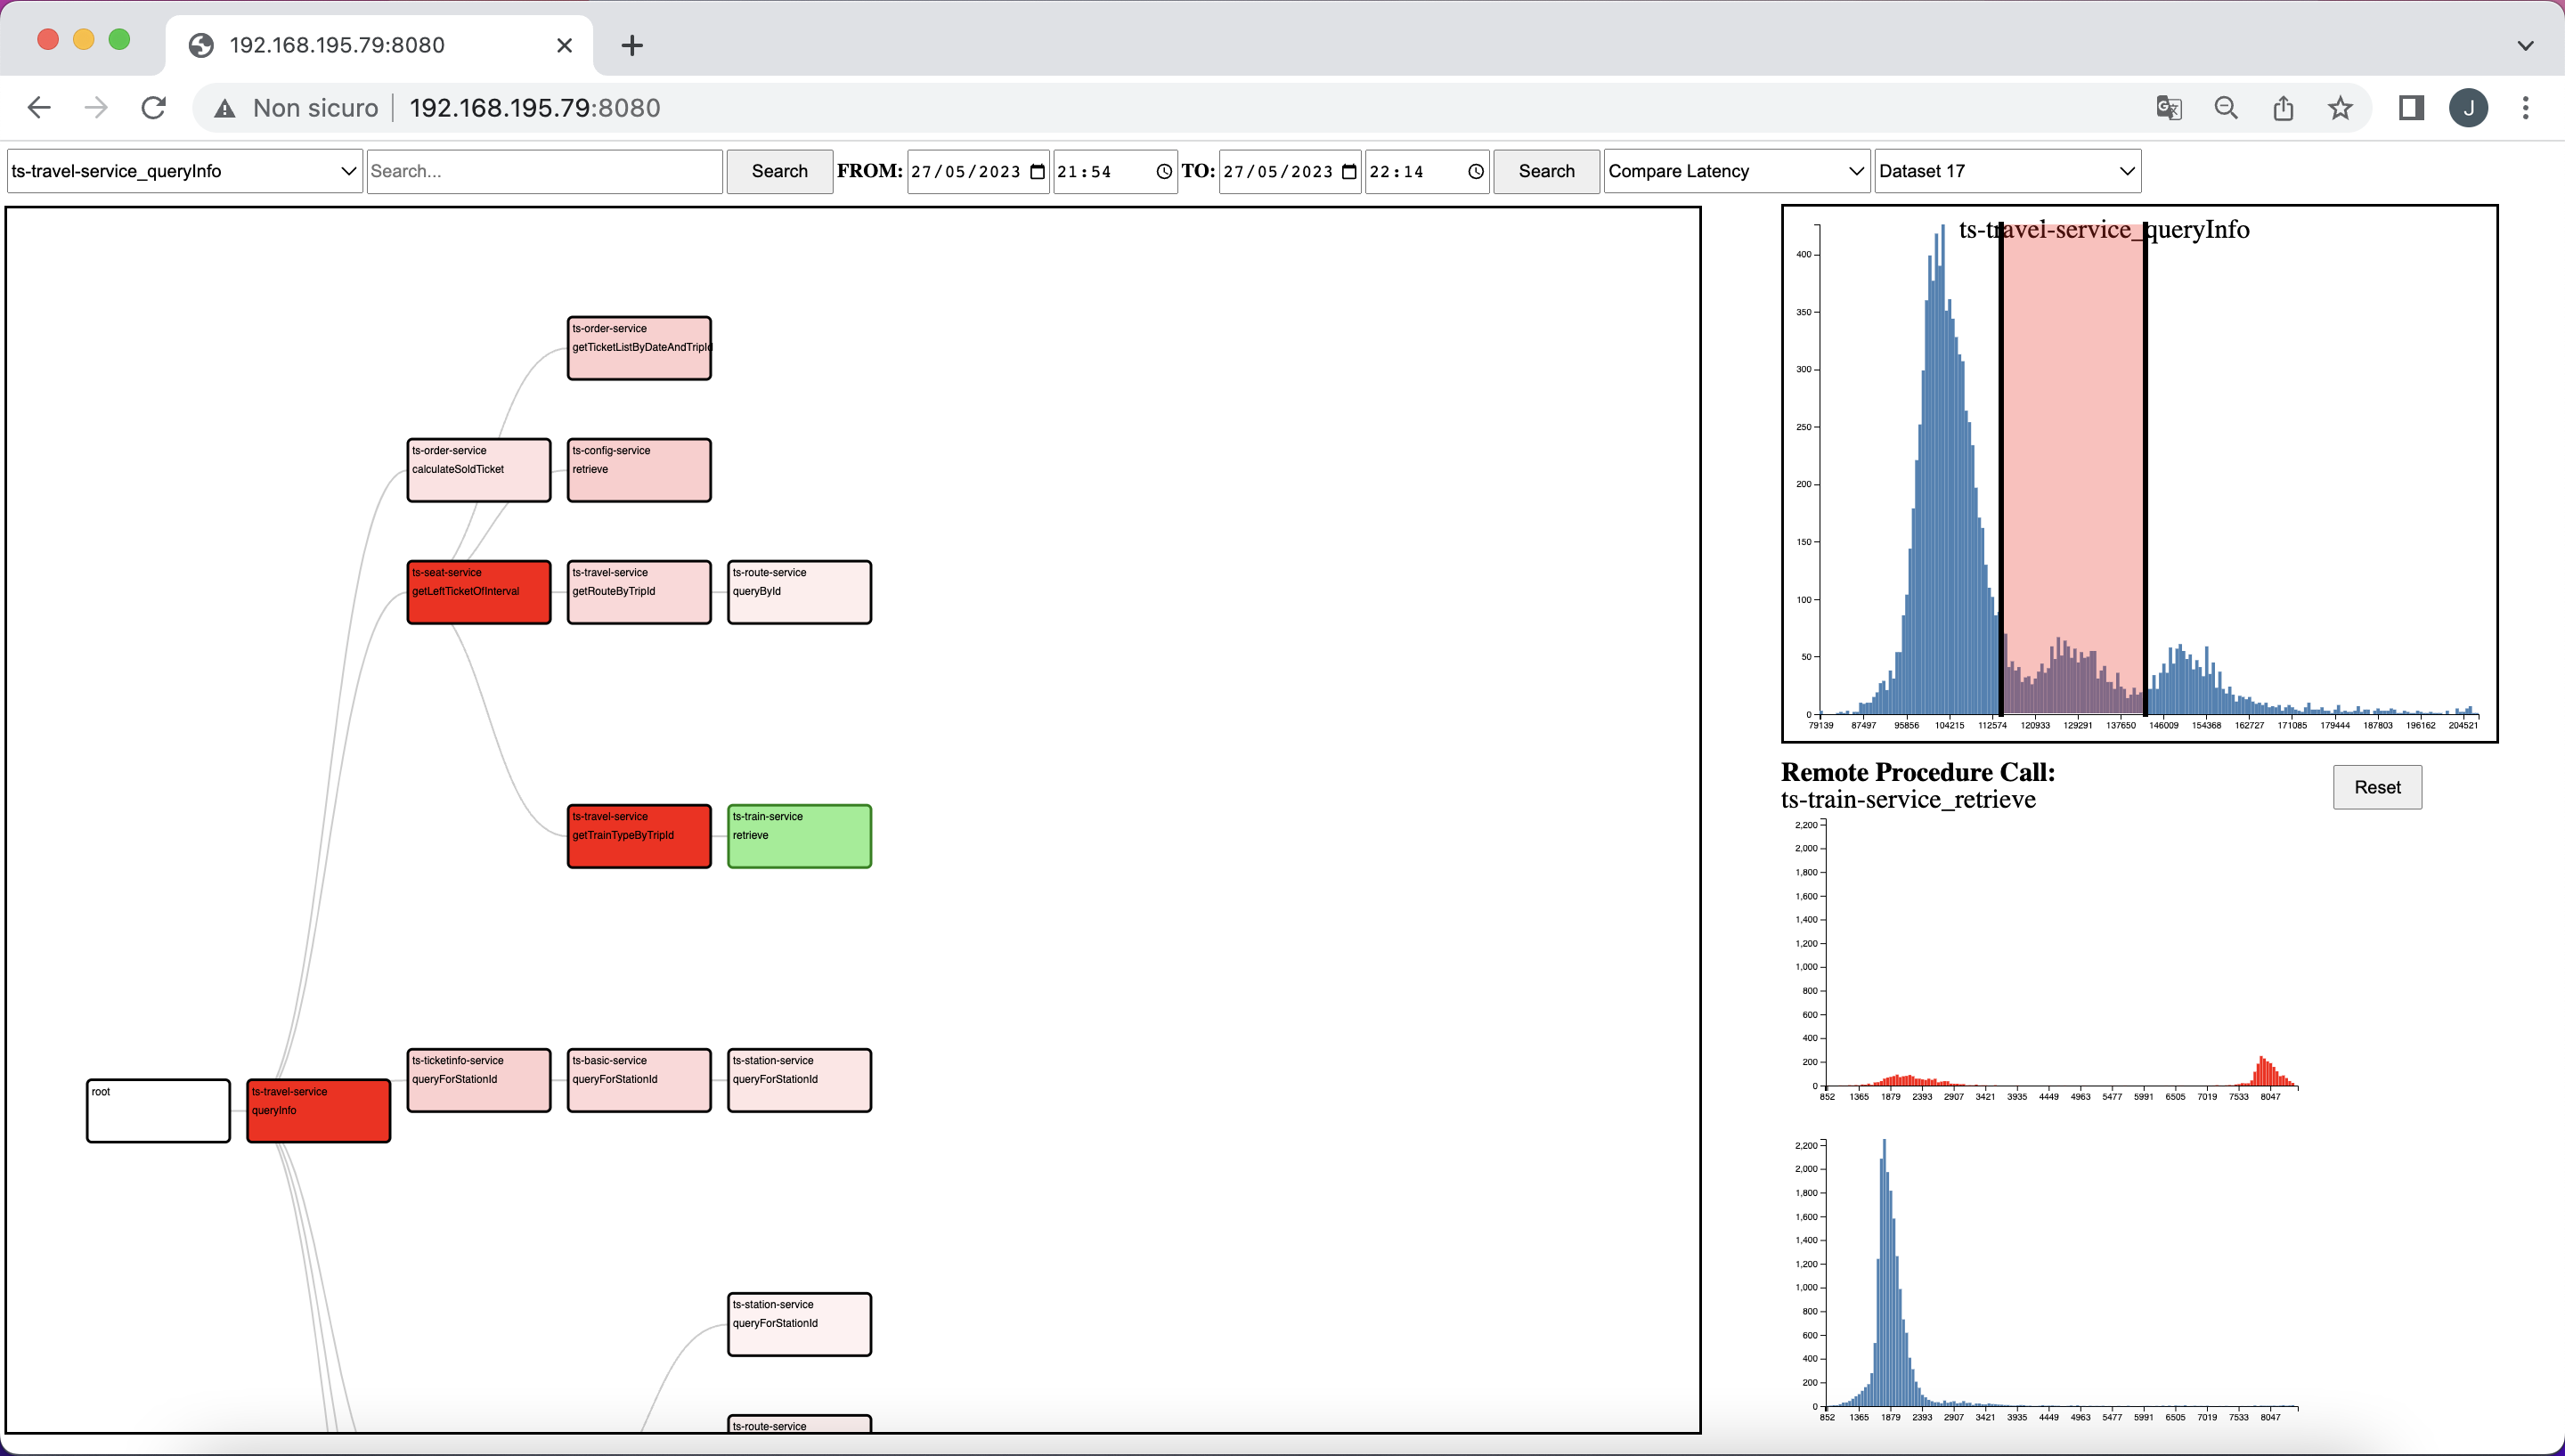 192.168.195.79:8080
Non sicuro
192.168.195.79:8080
J
ts-travel-service_queryInfo
Search...
Search
FROM:
27/05/2023
21:54
TO:
27/05/2023
22:14
Search
Compare Latency
Dataset 17
ts-order-service
getTicketListByDateAndTripId
ts-order-service
calculateSoldTicket
ts-config-service
retrieve
ts-seat-service
getLeftTicketOfInterval
ts-travel-service
getRouteByTripId
ts-route-service
queryById
ts-travel-service
getTrainTypeByTripId
ts-train-service
retrieve
root
ts-travel-service
queryInfo
ts-ticketinfo-service
queryForStationId
ts-basic-service
queryForStationId
ts-station-service
queryForStationId
ts-station-service
queryForStationId
ts-route-service
ts-travel-service_queryInfo
400
350
300
250
200
150
100
50
0
79139 87497 95856 104215 112574 120933 129291 137650 146009 154368 162727 171085 179444 187803 196162 204521
Remote Procedure Call:
ts-train-service_retrieve
Reset
2,200
2,000
1,800
1,600
1,400
1,200
1,000
800
600
400
200
0
852 1365 1879 2393 2907 3421 3935 4449 4963 5477 5991 6505 7019 7533 8047
2,200
2,000
1,800
1,600
1,400
1,200
1,000
800
600
400
200
0
852 1365 1879 2393 2907 3421 3935 4449 4963 5477 5991 6505 7019 7533 8047